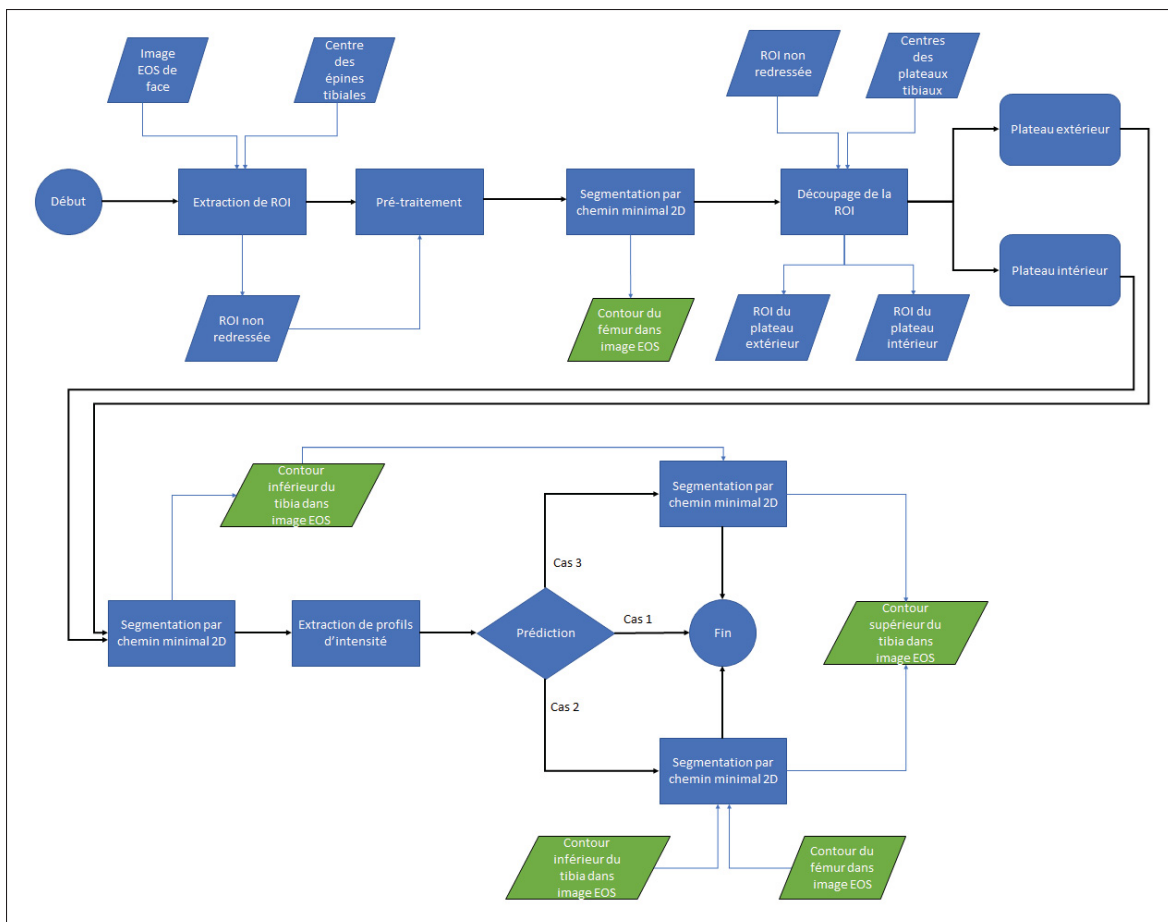 Image
EOS de
face
Centre
des
épines
tibiales
ROI non
redressée
Centres
des
plateaux
tibiaux
Plateau extérieur
Début
Extraction de ROI
Pré-traitement
Segmentation par
chemin minimal 2D
Découpage de la
ROI
Plateau intérieur
ROI non
redressée
Contour du
fémur dans
image EOS
ROI du
plateau
extérieur
ROI du
plateau
intérieur
Contour
inférieur du
tibia dans
image EOS
Segmentation par
chemin minimal 2D
Cas 3
Segmentation par
chemin minimal 2D
Extraction de profils
d'intensité
Prédiction
Cas 1
Fin
Contour
supérieur du
tibia dans
image EOS
Cas 2
Segmentation par
chemin minimal 2D
Contour
inférieur du
tibia dans
image EOS
Contour du
fémur dans
image EOS